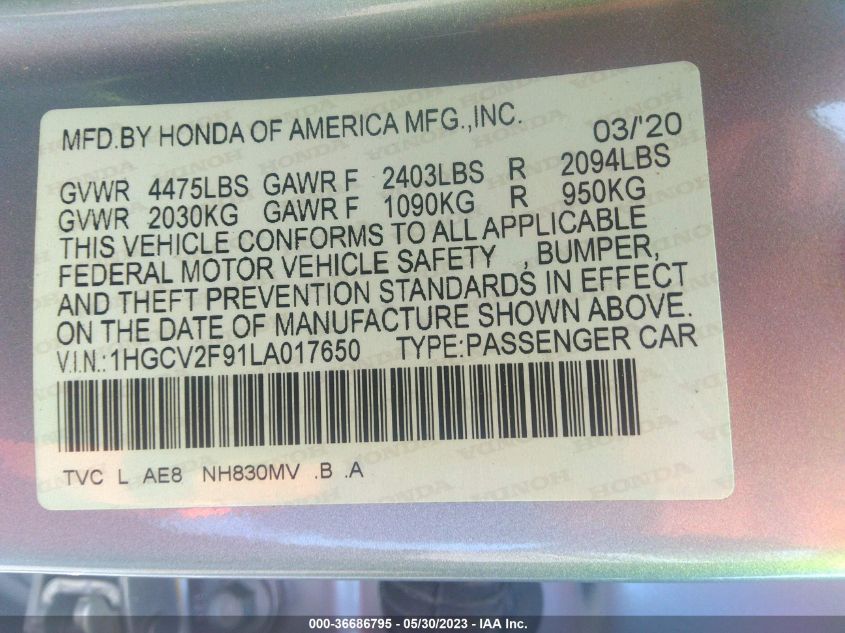 MFD.BY HONDA OF AMERICA MFG.,INC. 03/'20
GVWR 4475LBS GAWR F 2403LBS R 2094LBS
GVWR 2030KG GAWR F 1090KG R 950KG
THIS VEHICLE CONFORMS TO ALL APPLICABLE
FEDERAL MOTOR VEHICLE SAFETY , BUMPER,
AND THEFT PREVENTION STANDARDS IN EFFECT
ON THE DATE OF MANUFACTURE SHOWN ABOVE.
V.I.N.:1HGCV2F91LA017650 TYPE:PASSENGER CAR
TVC L AE8 NH830MV .B .A
000-36686795 — 05/30/2023 — IAA Inc.